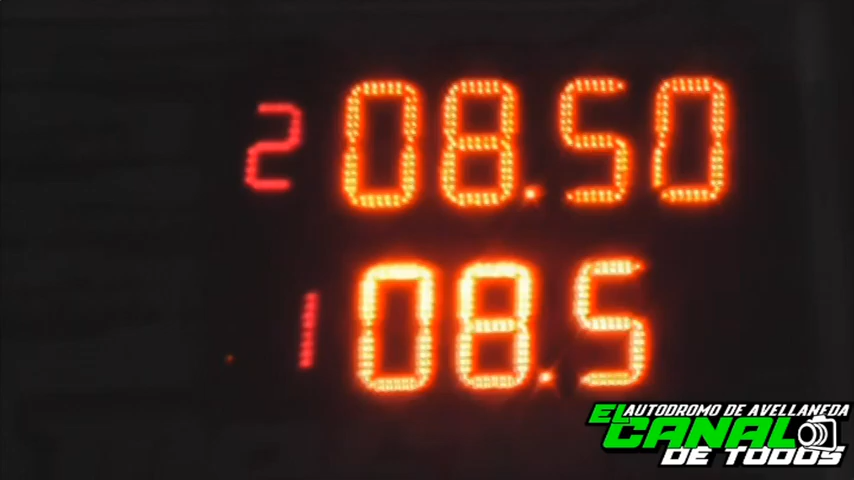 2 08.50
1 08.5
EL AUTODROMO DE AVELLANEDA
CANAL
DE TODOS